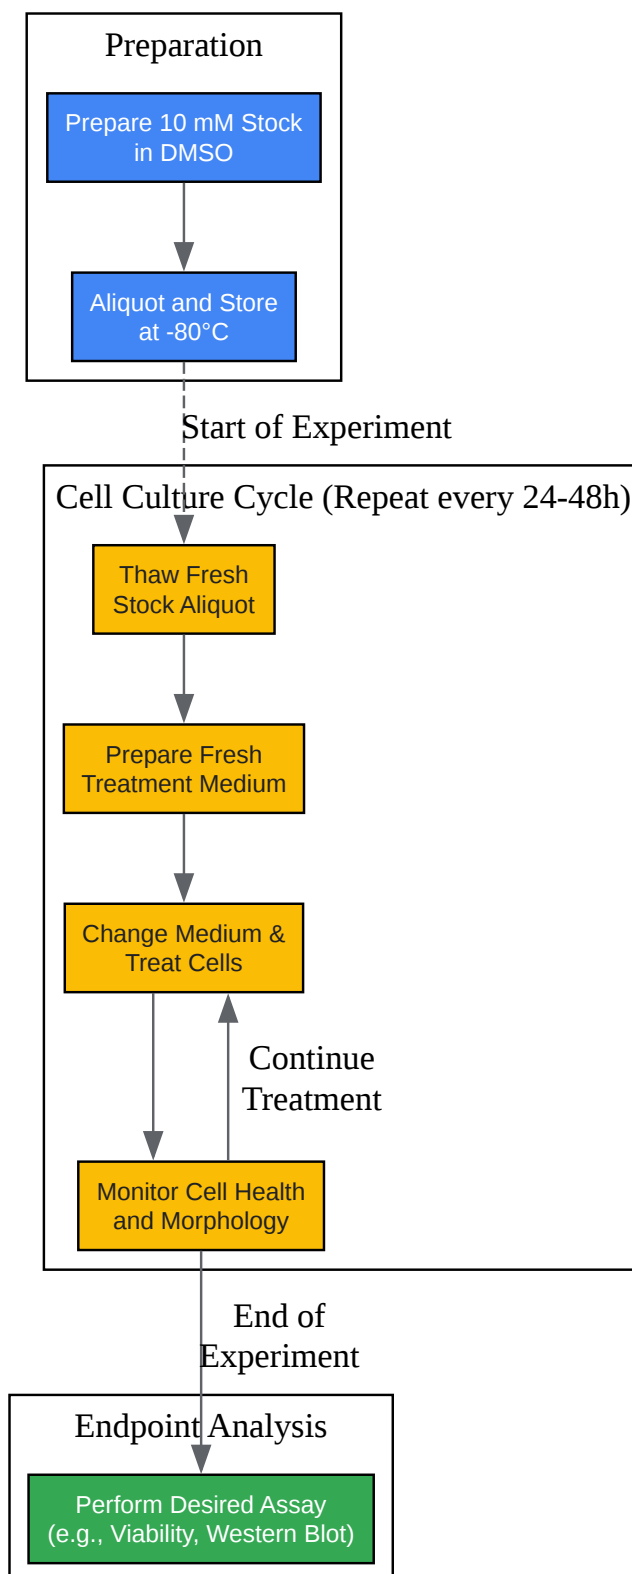 Preparation
Prepare 10 mM Stock
in DMSO
Aliquot and Store
at -80°C
Start of Experiment
Cell Culture Cycle (Repeat every 24-48h)
Thaw Fresh
Stock Aliquot
Prepare Fresh
Treatment Medium
Change Medium &
Treat Cells
Continue
Treatment
Monitor Cell Health
and Morphology
End of
Experiment
Endpoint Analysis
Perform Desired Assay
(e.g., Viability, Western Blot)